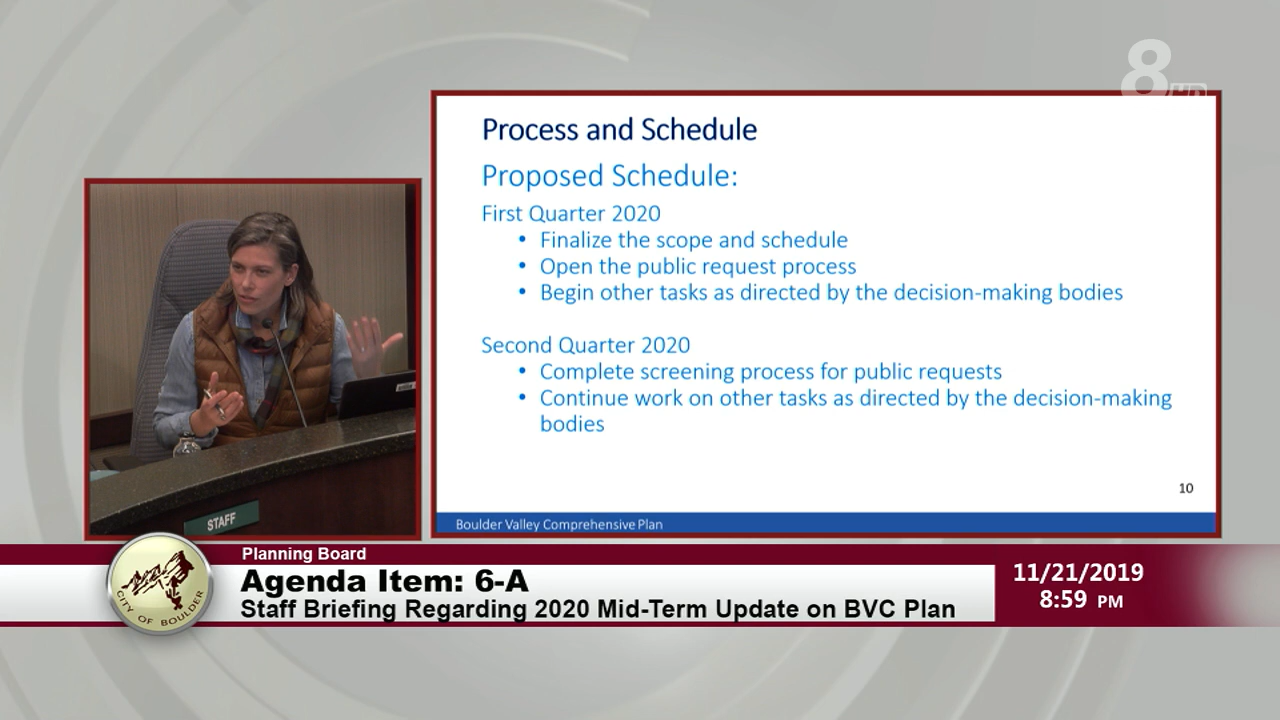 8
HD
Process and Schedule
Proposed Schedule:
First Quarter 2020
• Finalize the scope and schedule
• Open the public request process
• Begin other tasks as directed by the decision-making bodies
Second Quarter 2020
• Complete screening process for public requests
• Continue work on other tasks as directed by the decision-making
bodies
10
Boulder Valley Comprehensive Plan
STAFF
CITY OF BOULDER
Planning Board
Agenda Item: 6-A
Staff Briefing Regarding 2020 Mid-Term Update on BVC Plan
11/21/2019
8:59 PM